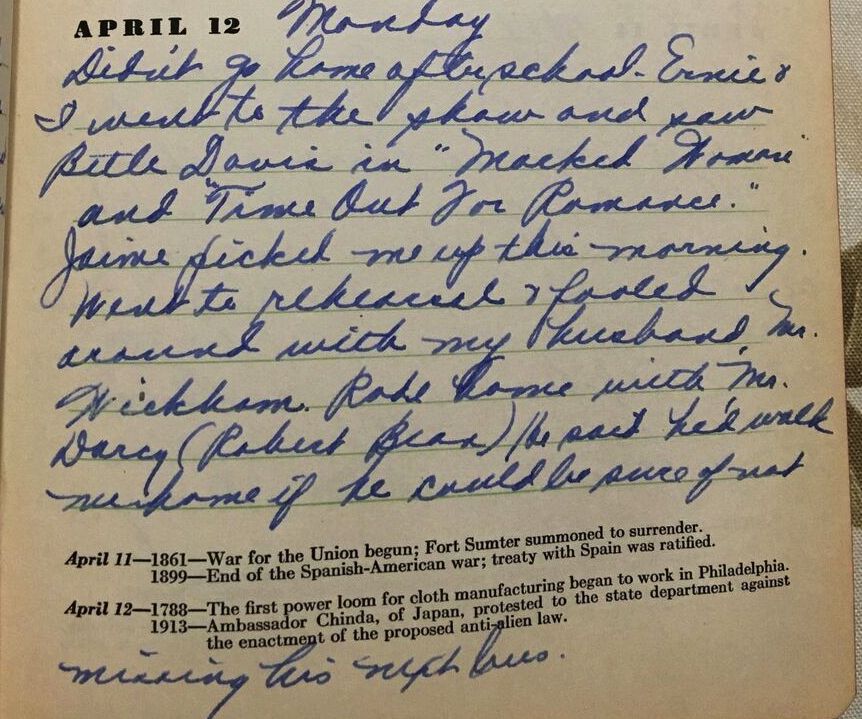 APRIL 12 Monday
Didn't go home after school - Ernie &
I went to the show and saw
Bette Davis in "Marked Woman"
and "Time Out For Romance."
Jaime picked me up this morning.
Went to rehearsal & fooled
around with my husband, Mr.
Wickham. Rode home with Mr.
Darcy (Robert Bean) He said he'd walk
me home if he could be sure of not
April 11—1861—War for the Union begun; Fort Sumter summoned to surrender.
1899—End of the Spanish-American war; treaty with Spain was ratified.
April 12—1788—The first power loom for cloth manufacturing began to work in Philadelphia.
1913—Ambassador Chinda, of Japan, protested to the state department against
the enactment of the proposed anti-alien law.
missing his next bus.